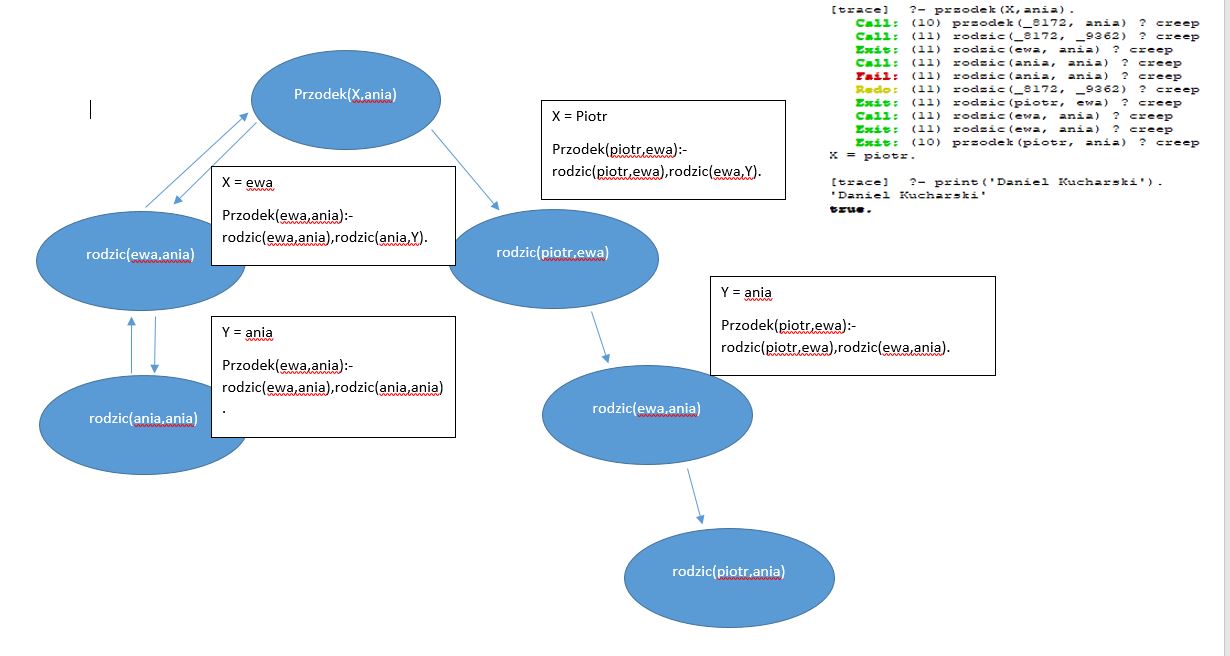 Przodek(X,ania)
X = ewa
Przodek(ewa,ania):-
rodzic(ewa,ania),rodzic(ania,Y).
rodzic(ewa,ania)
Y = ania
Przodek(ewa,ania):-
rodzic(ewa,ania),rodzic(ania,ania)
.
rodzic(ania,ania)
X = Piotr
Przodek(piotr,ewa):-
rodzic(piotr,ewa),rodzic(ewa,Y).
rodzic(piotr,ewa)
Y = ania
Przodek(piotr,ewa):-
rodzic(piotr,ewa),rodzic(ewa,ania).
rodzic(ewa,ania)
rodzic(piotr,ania)
[trace]  ?- przodek(X,ania).
Call: (10) przodek(_8172, ania) ? creep
Call: (11) rodzic(_8172, _9362) ? creep
Exit: (11) rodzic(ewa, ania) ? creep
Call: (11) rodzic(ania, ania) ? creep
Fail: (11) rodzic(ania, ania) ? creep
Redo: (11) rodzic(_8172, _9362) ? creep
Exit: (11) rodzic(piotr, ewa) ? creep
Call: (11) rodzic(ewa, ania) ? creep
Exit: (11) rodzic(ewa, ania) ? creep
Exit: (10) przodek(piotr, ania) ? creep
X = piotr.
[trace]  ?- print('Daniel Kucharski').
'Daniel Kucharski'
true.